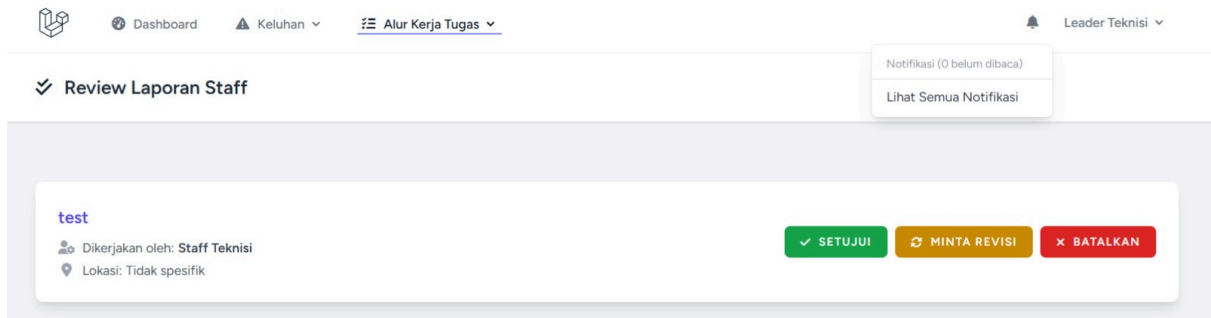 Dashboard Keluhan Alur Kerja Tugas Leader Teknisi
Notifikasi (0 belum dibaca)
Lihat Semua Notifikasi
Review Laporan Staff
test
Dikerjakan oleh: Staff Teknisi
Lokasi: Tidak spesifik
SETUJUI MINTA REVISI BATALKAN